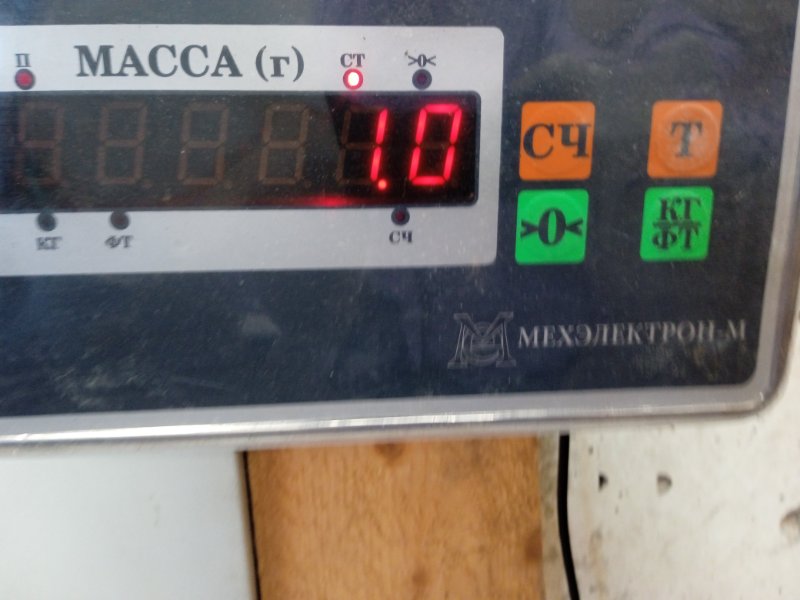 П МАССА (г) СТ >0<
1.0
КГ ФТ СЧ
СЧ Т
>0< КГ
ФТ
МЕХЭЛЕКТРОН-М